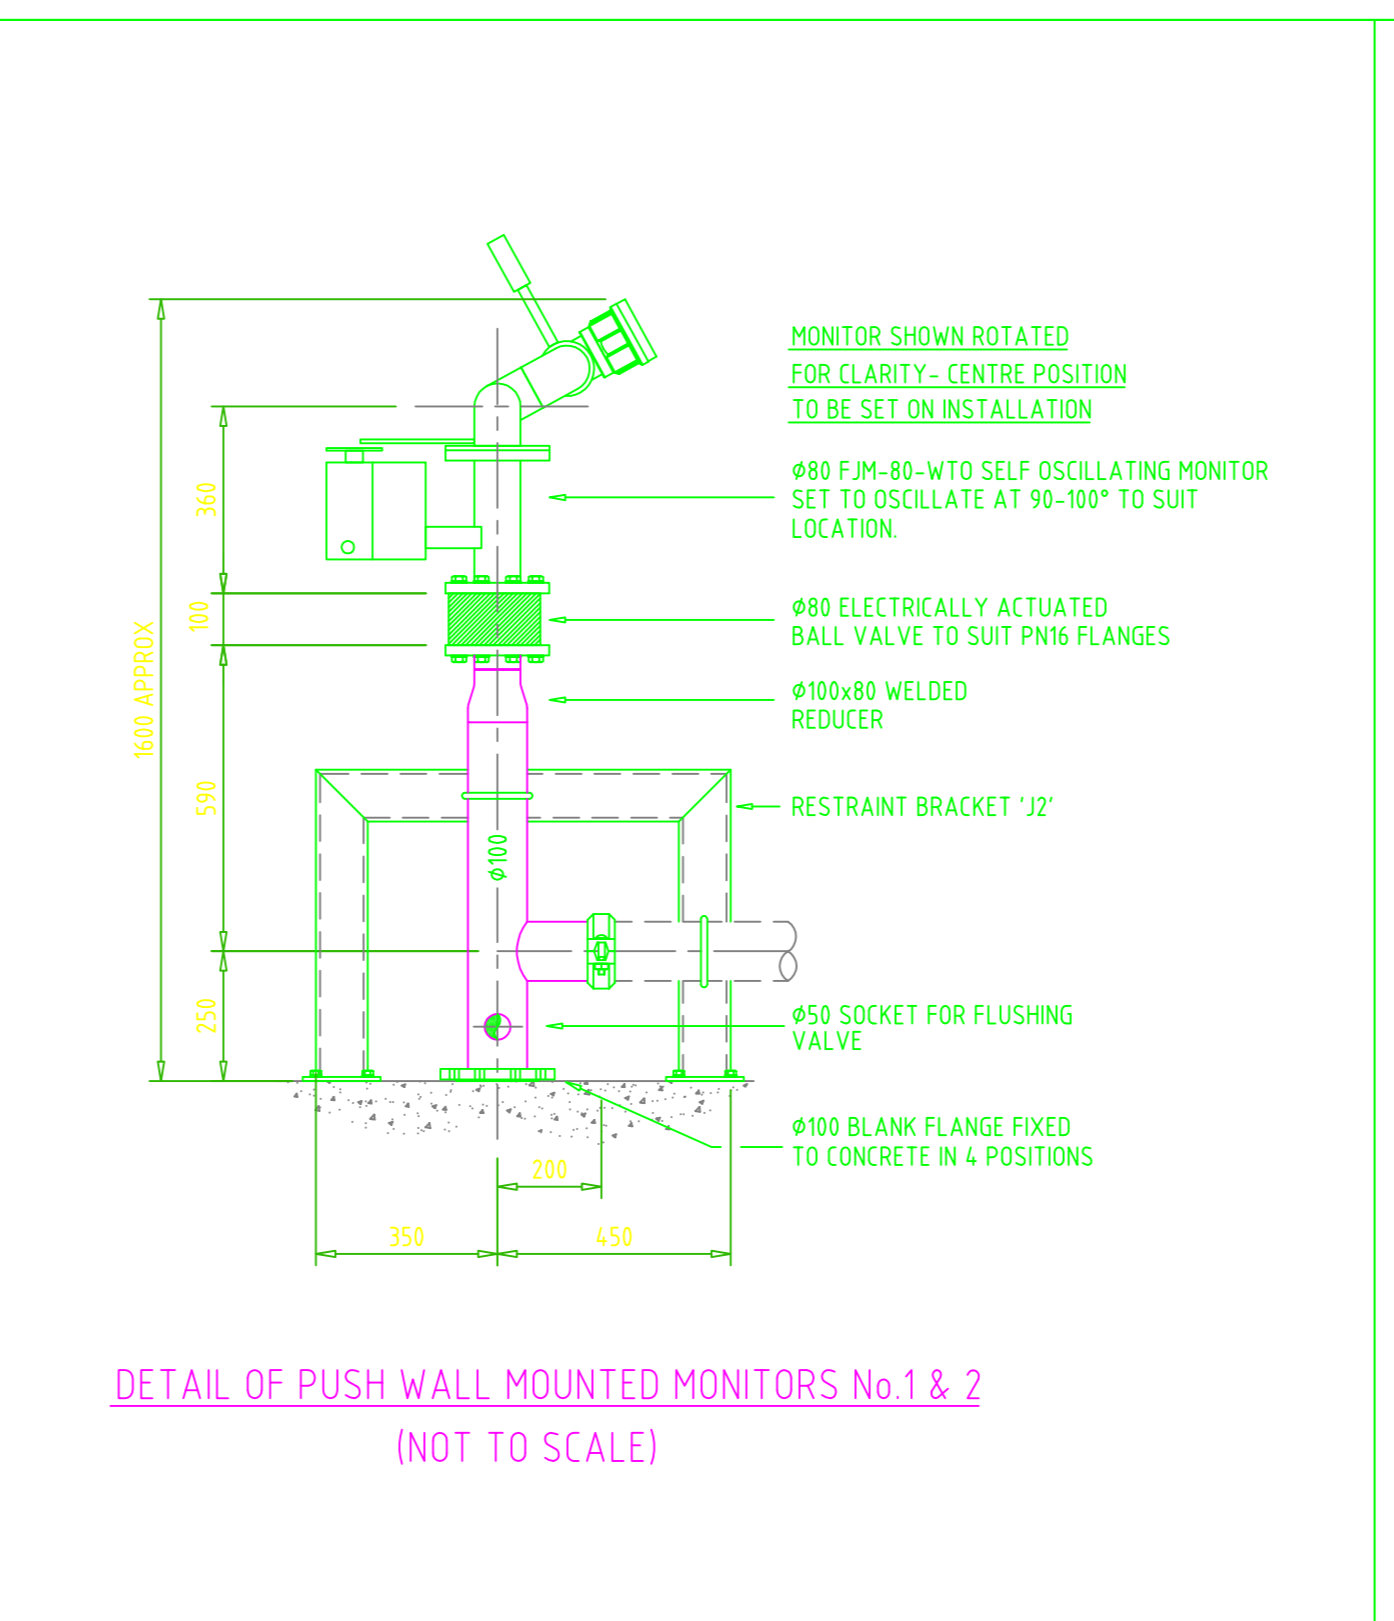 MONITOR SHOWN ROTATED
FOR CLARITY- CENTRE POSITION
TO BE SET ON INSTALLATION
Ø80 FJM-80-WTO SELF OSCILLATING MONITOR
SET TO OSCILLATE AT 90-100° TO SUIT
LOCATION.
360
Ø80 ELECTRICALLY ACTUATED
BALL VALVE TO SUIT PN16 FLANGES
100
1600 APPROX
Ø100x80 WELDED
REDUCER
590
RESTRAINT BRACKET 'J2'
Ø100
250
Ø50 SOCKET FOR FLUSHING
VALVE
Ø100 BLANK FLANGE FIXED
TO CONCRETE IN 4 POSITIONS
200
350
450
DETAIL OF PUSH WALL MOUNTED MONITORS No.1 & 2
(NOT TO SCALE)